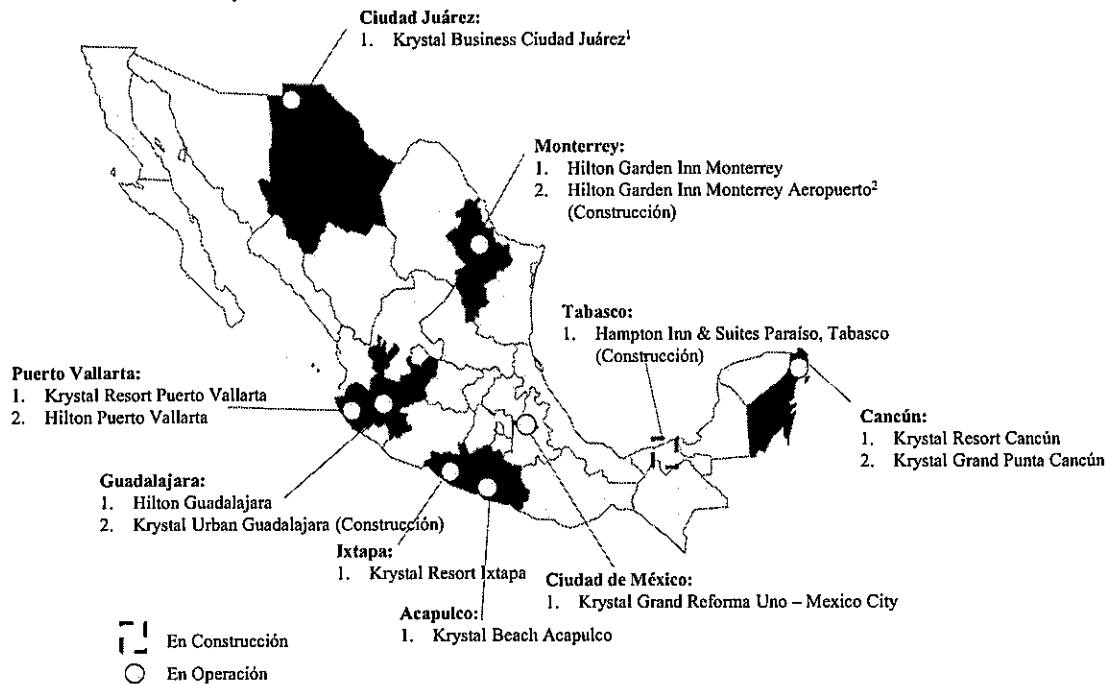 Ciudad Juárez:
1. Krystal Business Ciudad Juárez¹
Monterrey:
1. Hilton Garden Inn Monterrey
2. Hilton Garden Inn Monterrey Aeropuerto²
(Construcción)
Tabasco:
1. Hampton Inn & Suites Paraíso, Tabasco
(Construcción)
Puerto Vallarta:
1. Krystal Resort Puerto Vallarta
2. Hilton Puerto Vallarta
Cancún:
1. Krystal Resort Cancún
2. Krystal Grand Punta Cancún
Guadalajara:
1. Hilton Guadalajara
2. Krystal Urban Guadalajara (Construcción)
Ixtapa:
1. Krystal Resort Ixtapa
Ciudad de México:
1. Krystal Grand Reforma Uno – Mexico City
Acapulco:
1. Krystal Beach Acapulco
En Construcción
En Operación